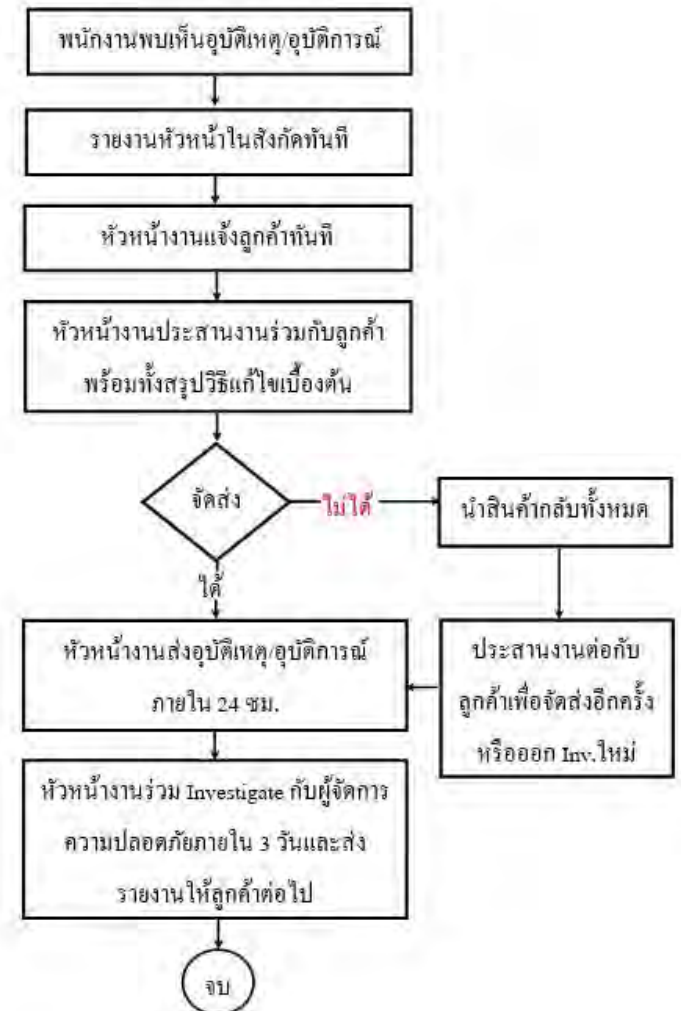 พนักงานพบเห็นอุบัติเหตุ/อุบัติการณ์
รายงานหัวหน้าในสังกัดทันที
หัวหน้างานแจ้งลูกค้าทันที
หัวหน้างานประสานงานร่วมกับลูกค้า
พร้อมทั้งสรุปวิธีแก้ไขเบื้องต้น
จัดส่ง
ไม่ได้
นำสินค้ากลับทั้งหมด
ได้
ประสานงานต่อกับ
ลูกค้าเพื่อจัดส่งอีกครั้ง
หรือออก Inv.ใหม่
หัวหน้างานส่งอุบัติเหตุ/อุบัติการณ์
ภายใน 24 ชม.
หัวหน้างานร่วม Investigate กับผู้จัดการ
ความปลอดภัยภายใน 3 วันและส่ง
รายงานให้ลูกค้าต่อไป
จบ